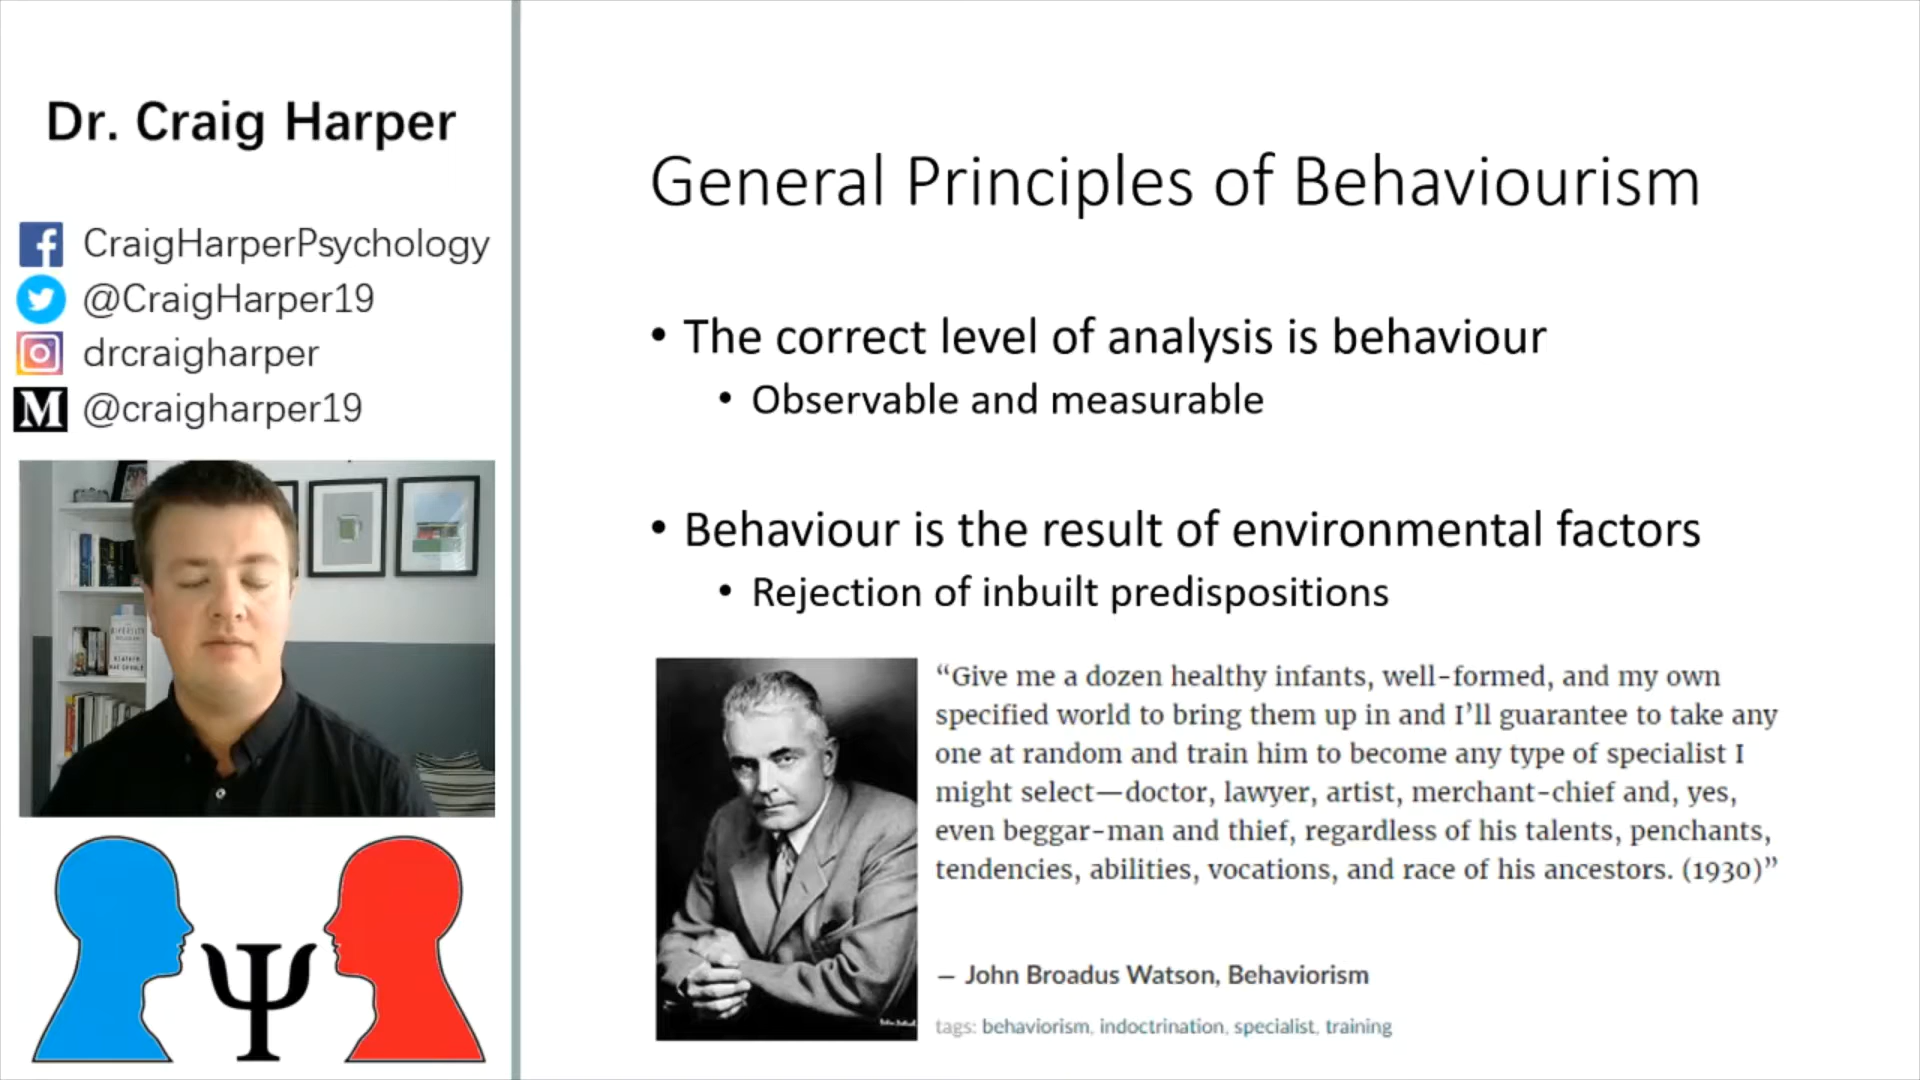 Dr. Craig Harper
CraigHarperPsychology
@CraigHarper19
drcraigharper
@craigharper19
Ψ
General Principles of Behaviourism
• The correct level of analysis is behaviour
• Observable and measurable
• Behaviour is the result of environmental factors
• Rejection of inbuilt predispositions
“Give me a dozen healthy infants, well-formed, and my own
specified world to bring them up in and I’ll guarantee to take any
one at random and train him to become any type of specialist I
might select—doctor, lawyer, artist, merchant-chief and, yes,
even beggar-man and thief, regardless of his talents, penchants,
tendencies, abilities, vocations, and race of his ancestors. (1930)”
― John Broadus Watson, Behaviorism
tags: behaviorism, indoctrination, specialist, training